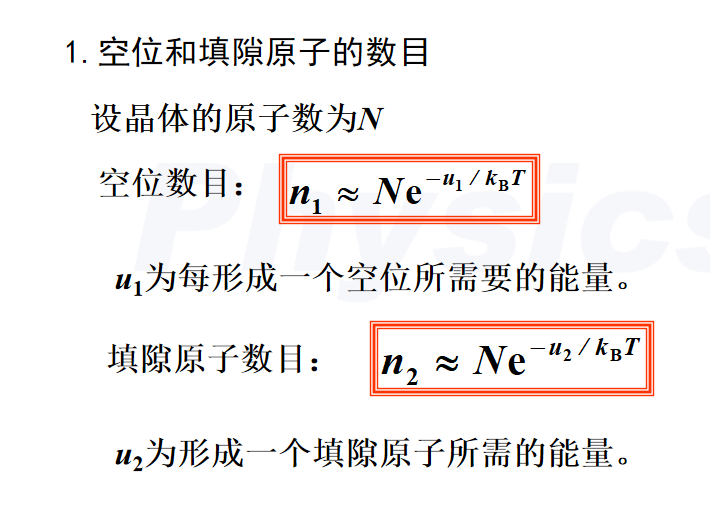 1. 空位和填隙原子的数目
设晶体的原子数为N
空位数目： n₁ ≈ Ne^{-u₁/k_BT}
u₁为每形成一个空位所需要的能量。
填隙原子数目： n₂ ≈ Ne^{-u₂/k_BT}
u₂为形成一个填隙原子所需的能量。
Physics